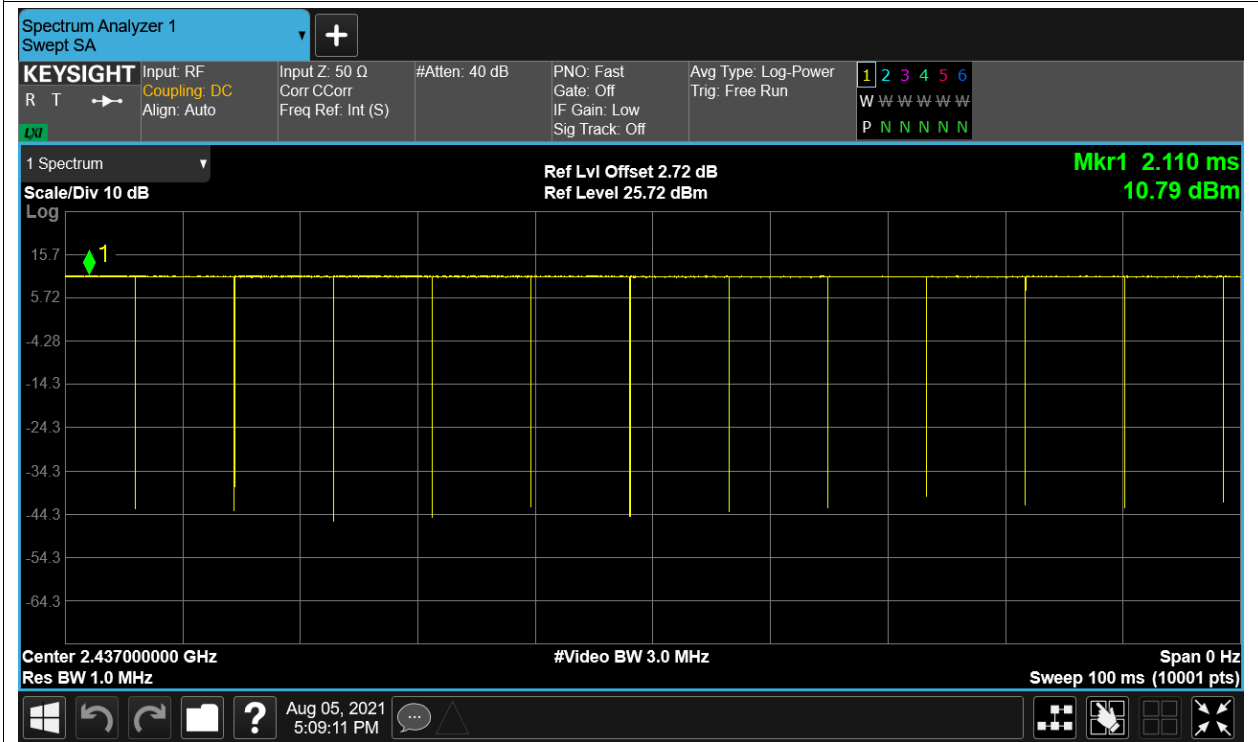 Spectrum Analyzer 1
Swept SA
KEYSIGHT
R T
LXI
Input: RF
Coupling: DC
Align: Auto
Input Z: 50 Ω
Corr CCorr
Freq Ref: Int (S)
#Atten: 40 dB
PNO: Fast
Gate: Off
IF Gain: Low
Sig Track: Off
Avg Type: Log-Power
Trig: Free Run
1 2 3 4 5 6
W W W W W W
P N N N N N
1 Spectrum
Scale/Div 10 dB
Log
Ref Lvl Offset 2.72 dB
Ref Level 25.72 dBm
Mkr1 2.110 ms
10.79 dBm
1
15.7
5.72
-4.28
-14.3
-24.3
-34.3
-44.3
-54.3
-64.3
Center 2.437000000 GHz
Res BW 1.0 MHz
#Video BW 3.0 MHz
Span 0 Hz
Sweep 100 ms (10001 pts)
?
Aug 05, 2021
5:09:11 PM